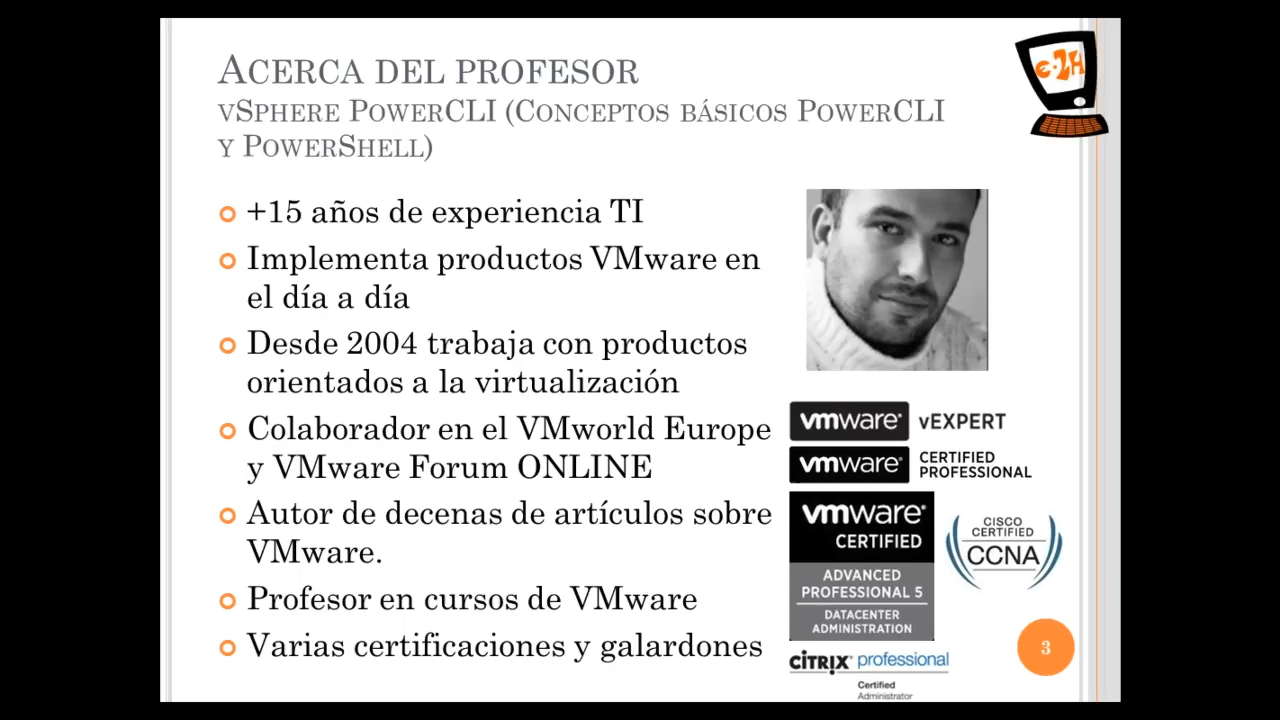 ACERCA DEL PROFESOR
VSPHERE POWERCLI (CONCEPTOS BÁSICOS POWERCLI
Y POWERSHELL)
e-2H
+15 años de experiencia TI
Implementa productos VMware en
el día a día
Desde 2004 trabaja con productos
orientados a la virtualización
Colaborador en el VMworld Europe
y VMware Forum ONLINE
Autor de decenas de artículos sobre
VMware.
Profesor en cursos de VMware
Varias certificaciones y galardones
vmware® vEXPERT
vmware® CERTIFIED
PROFESSIONAL
vmware®
CERTIFIED
ADVANCED
PROFESSIONAL 5
DATACENTER
ADMINISTRATION
CISCO
CERTIFIED
CCNA
CITRIX® professional
Certified
Administrator
3